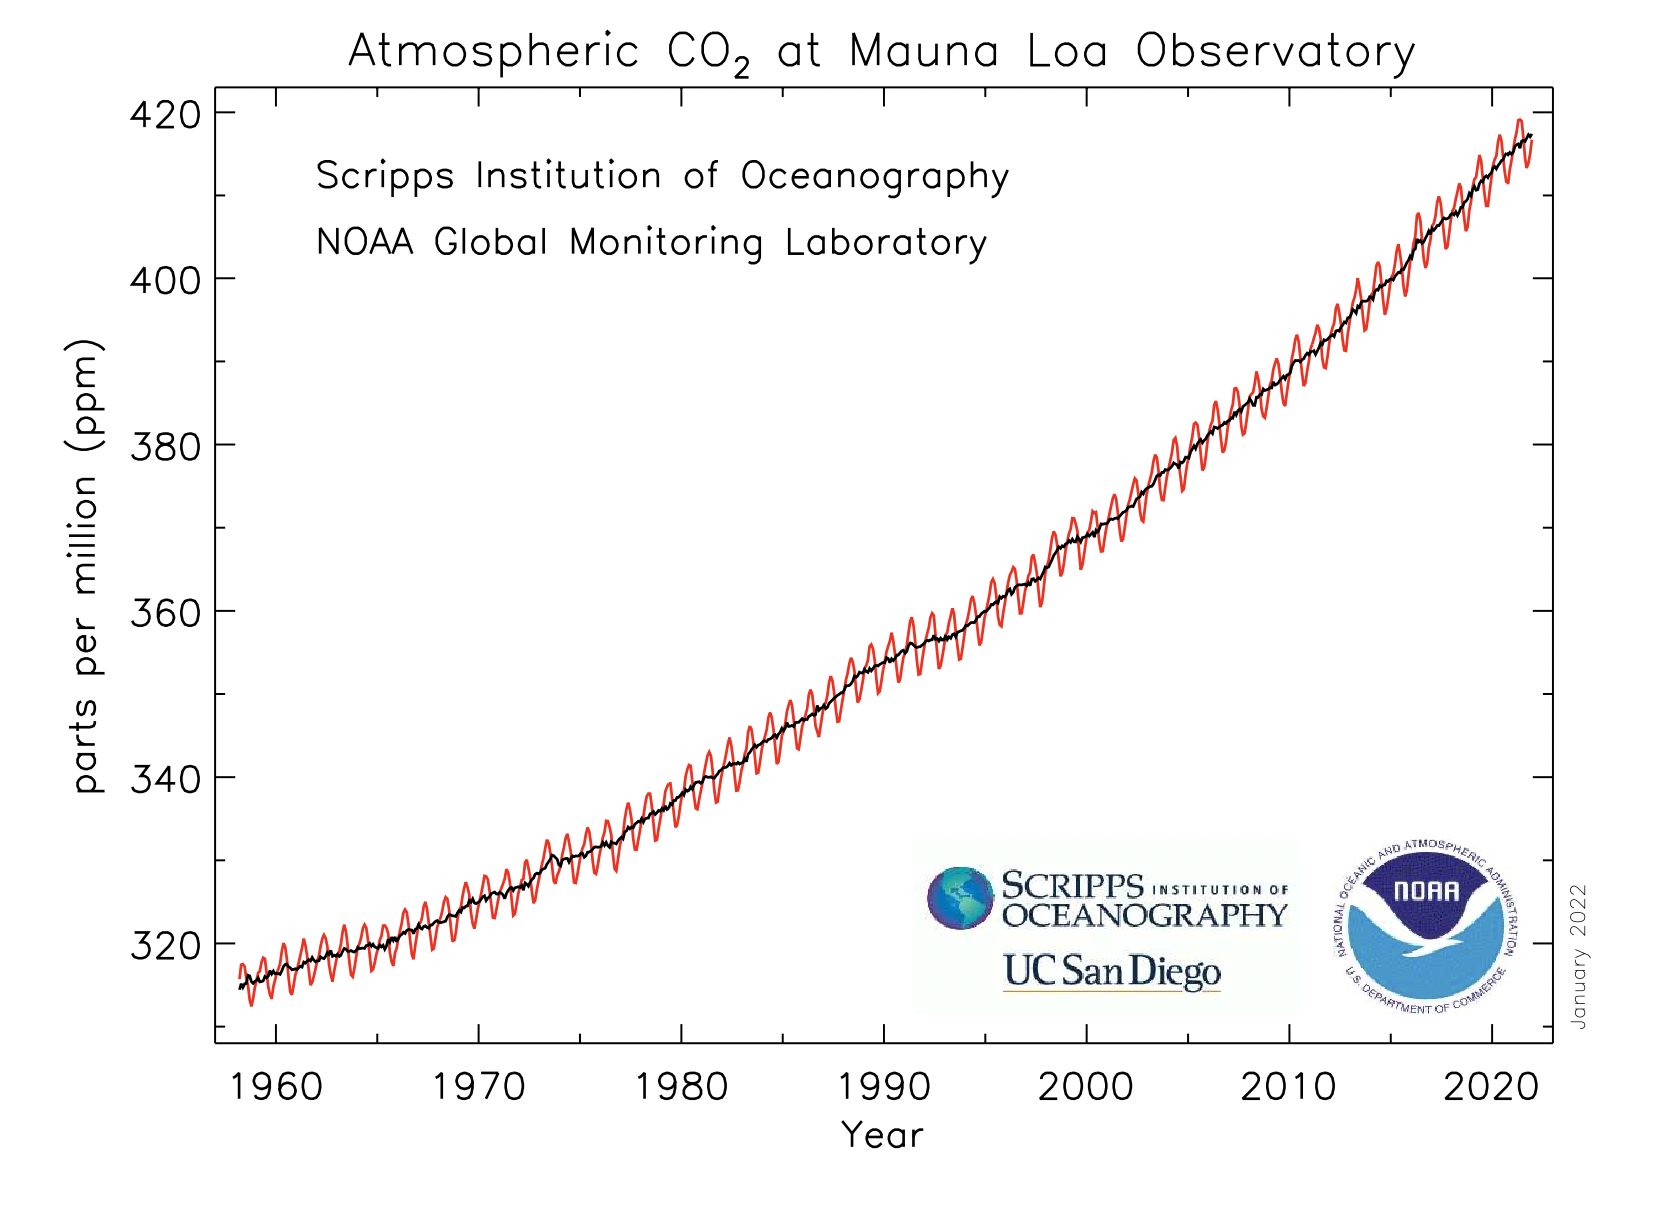 Atmospheric CO₂ at Mauna Loa Observatory
Scripps Institution of Oceanography
NOAA Global Monitoring Laboratory
parts per million (ppm)
420
400
380
360
340
320
1960 1970 1980 1990 2000 2010 2020
Year
SCRIPPS INSTITUTION OF
OCEANOGRAPHY
UC San Diego
NATIONAL OCEANIC AND ATMOSPHERIC ADMINISTRATION
NOAA
U.S. DEPARTMENT OF COMMERCE
January 2022